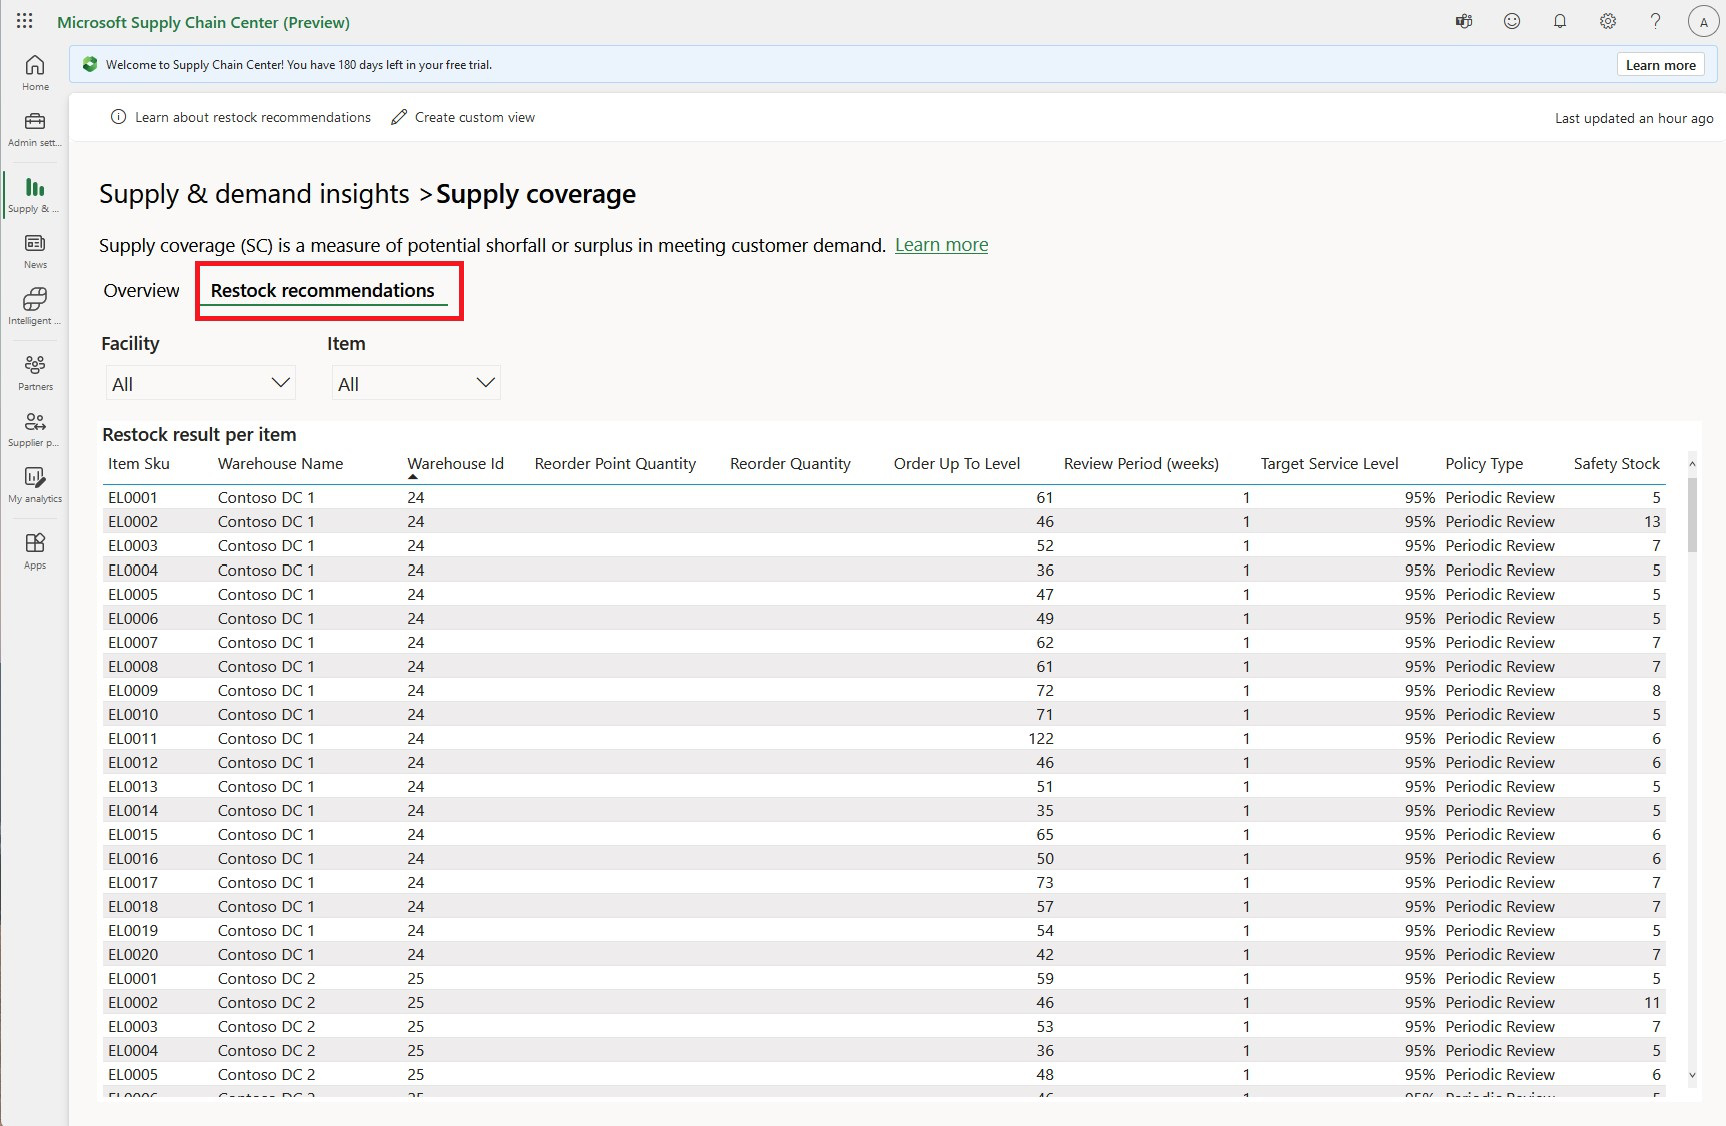 Microsoft Supply Chain Center (Preview)
A
Welcome to Supply Chain Center! You have 180 days left in your free trial.
Learn more
Home
Admin sett...
Supply & ...
News
Intelligent ...
Partners
Supplier p...
My analytics
Apps
Learn about restock recommendations
Create custom view
Last updated an hour ago
Supply & demand insights >Supply coverage
Supply coverage (SC) is a measure of potential shorfall or surplus in meeting customer demand. Learn more
Overview
Restock recommendations
Facility Item
All All
Restock result per item
Item Sku Warehouse Name Warehouse Id Reorder Point Quantity Reorder Quantity Order Up To Level Review Period (weeks) Target Service Level Policy Type Safety Stock
EL0001 Contoso DC 1 24 61 1 95% Periodic Review 5
EL0002 Contoso DC 1 24 46 1 95% Periodic Review 13
EL0003 Contoso DC 1 24 52 1 95% Periodic Review 7
EL0004 Contoso DC 1 24 36 1 95% Periodic Review 5
EL0005 Contoso DC 1 24 47 1 95% Periodic Review 5
EL0006 Contoso DC 1 24 49 1 95% Periodic Review 5
EL0007 Contoso DC 1 24 62 1 95% Periodic Review 7
EL0008 Contoso DC 1 24 61 1 95% Periodic Review 7
EL0009 Contoso DC 1 24 72 1 95% Periodic Review 8
EL0010 Contoso DC 1 24 71 1 95% Periodic Review 5
EL0011 Contoso DC 1 24 122 1 95% Periodic Review 6
EL0012 Contoso DC 1 24 46 1 95% Periodic Review 6
EL0013 Contoso DC 1 24 51 1 95% Periodic Review 5
EL0014 Contoso DC 1 24 35 1 95% Periodic Review 5
EL0015 Contoso DC 1 24 65 1 95% Periodic Review 6
EL0016 Contoso DC 1 24 50 1 95% Periodic Review 6
EL0017 Contoso DC 1 24 73 1 95% Periodic Review 7
EL0018 Contoso DC 1 24 57 1 95% Periodic Review 7
EL0019 Contoso DC 1 24 54 1 95% Periodic Review 5
EL0020 Contoso DC 1 24 42 1 95% Periodic Review 7
EL0001 Contoso DC 2 25 59 1 95% Periodic Review 5
EL0002 Contoso DC 2 25 46 1 95% Periodic Review 11
EL0003 Contoso DC 2 25 53 1 95% Periodic Review 7
EL0004 Contoso DC 2 25 36 1 95% Periodic Review 5
EL0005 Contoso DC 2 25 48 1 95% Periodic Review 6